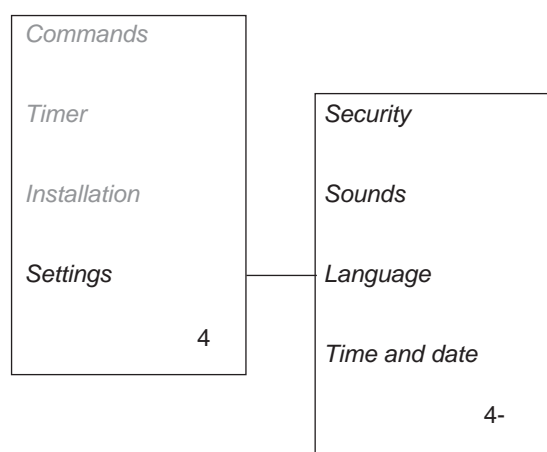 Commands
Timer
Installation
Settings
4
Security
Sounds
Language
Time and date
4-